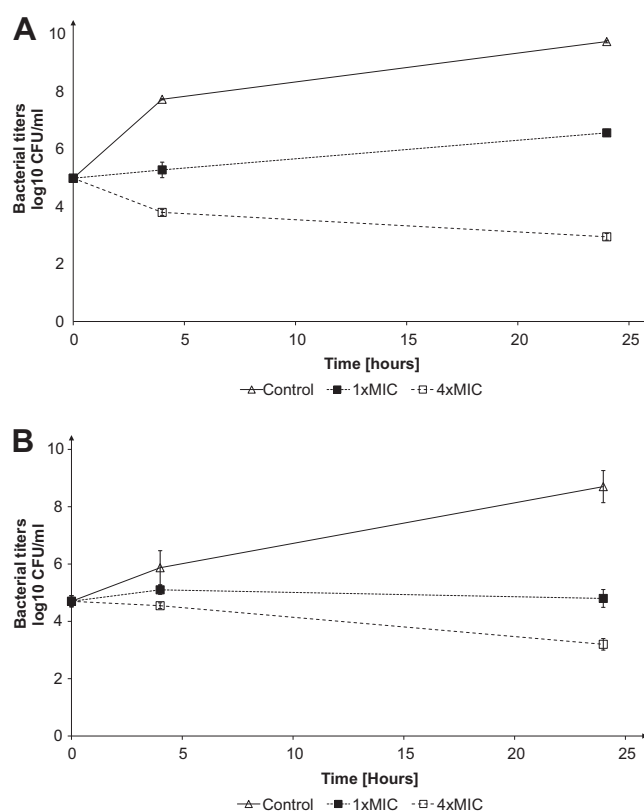 A
Bacterial titers
log10 CFU/ml
10
8
6
4
2
0
0 5 10 15 20 25
Time [hours]
Control 1xMIC 4xMIC
B
Bacterial titers
log10 CFU/ml
10
8
6
4
2
0
0 5 10 15 20 25
Time [Hours]
Control 1xMIC 4xMIC